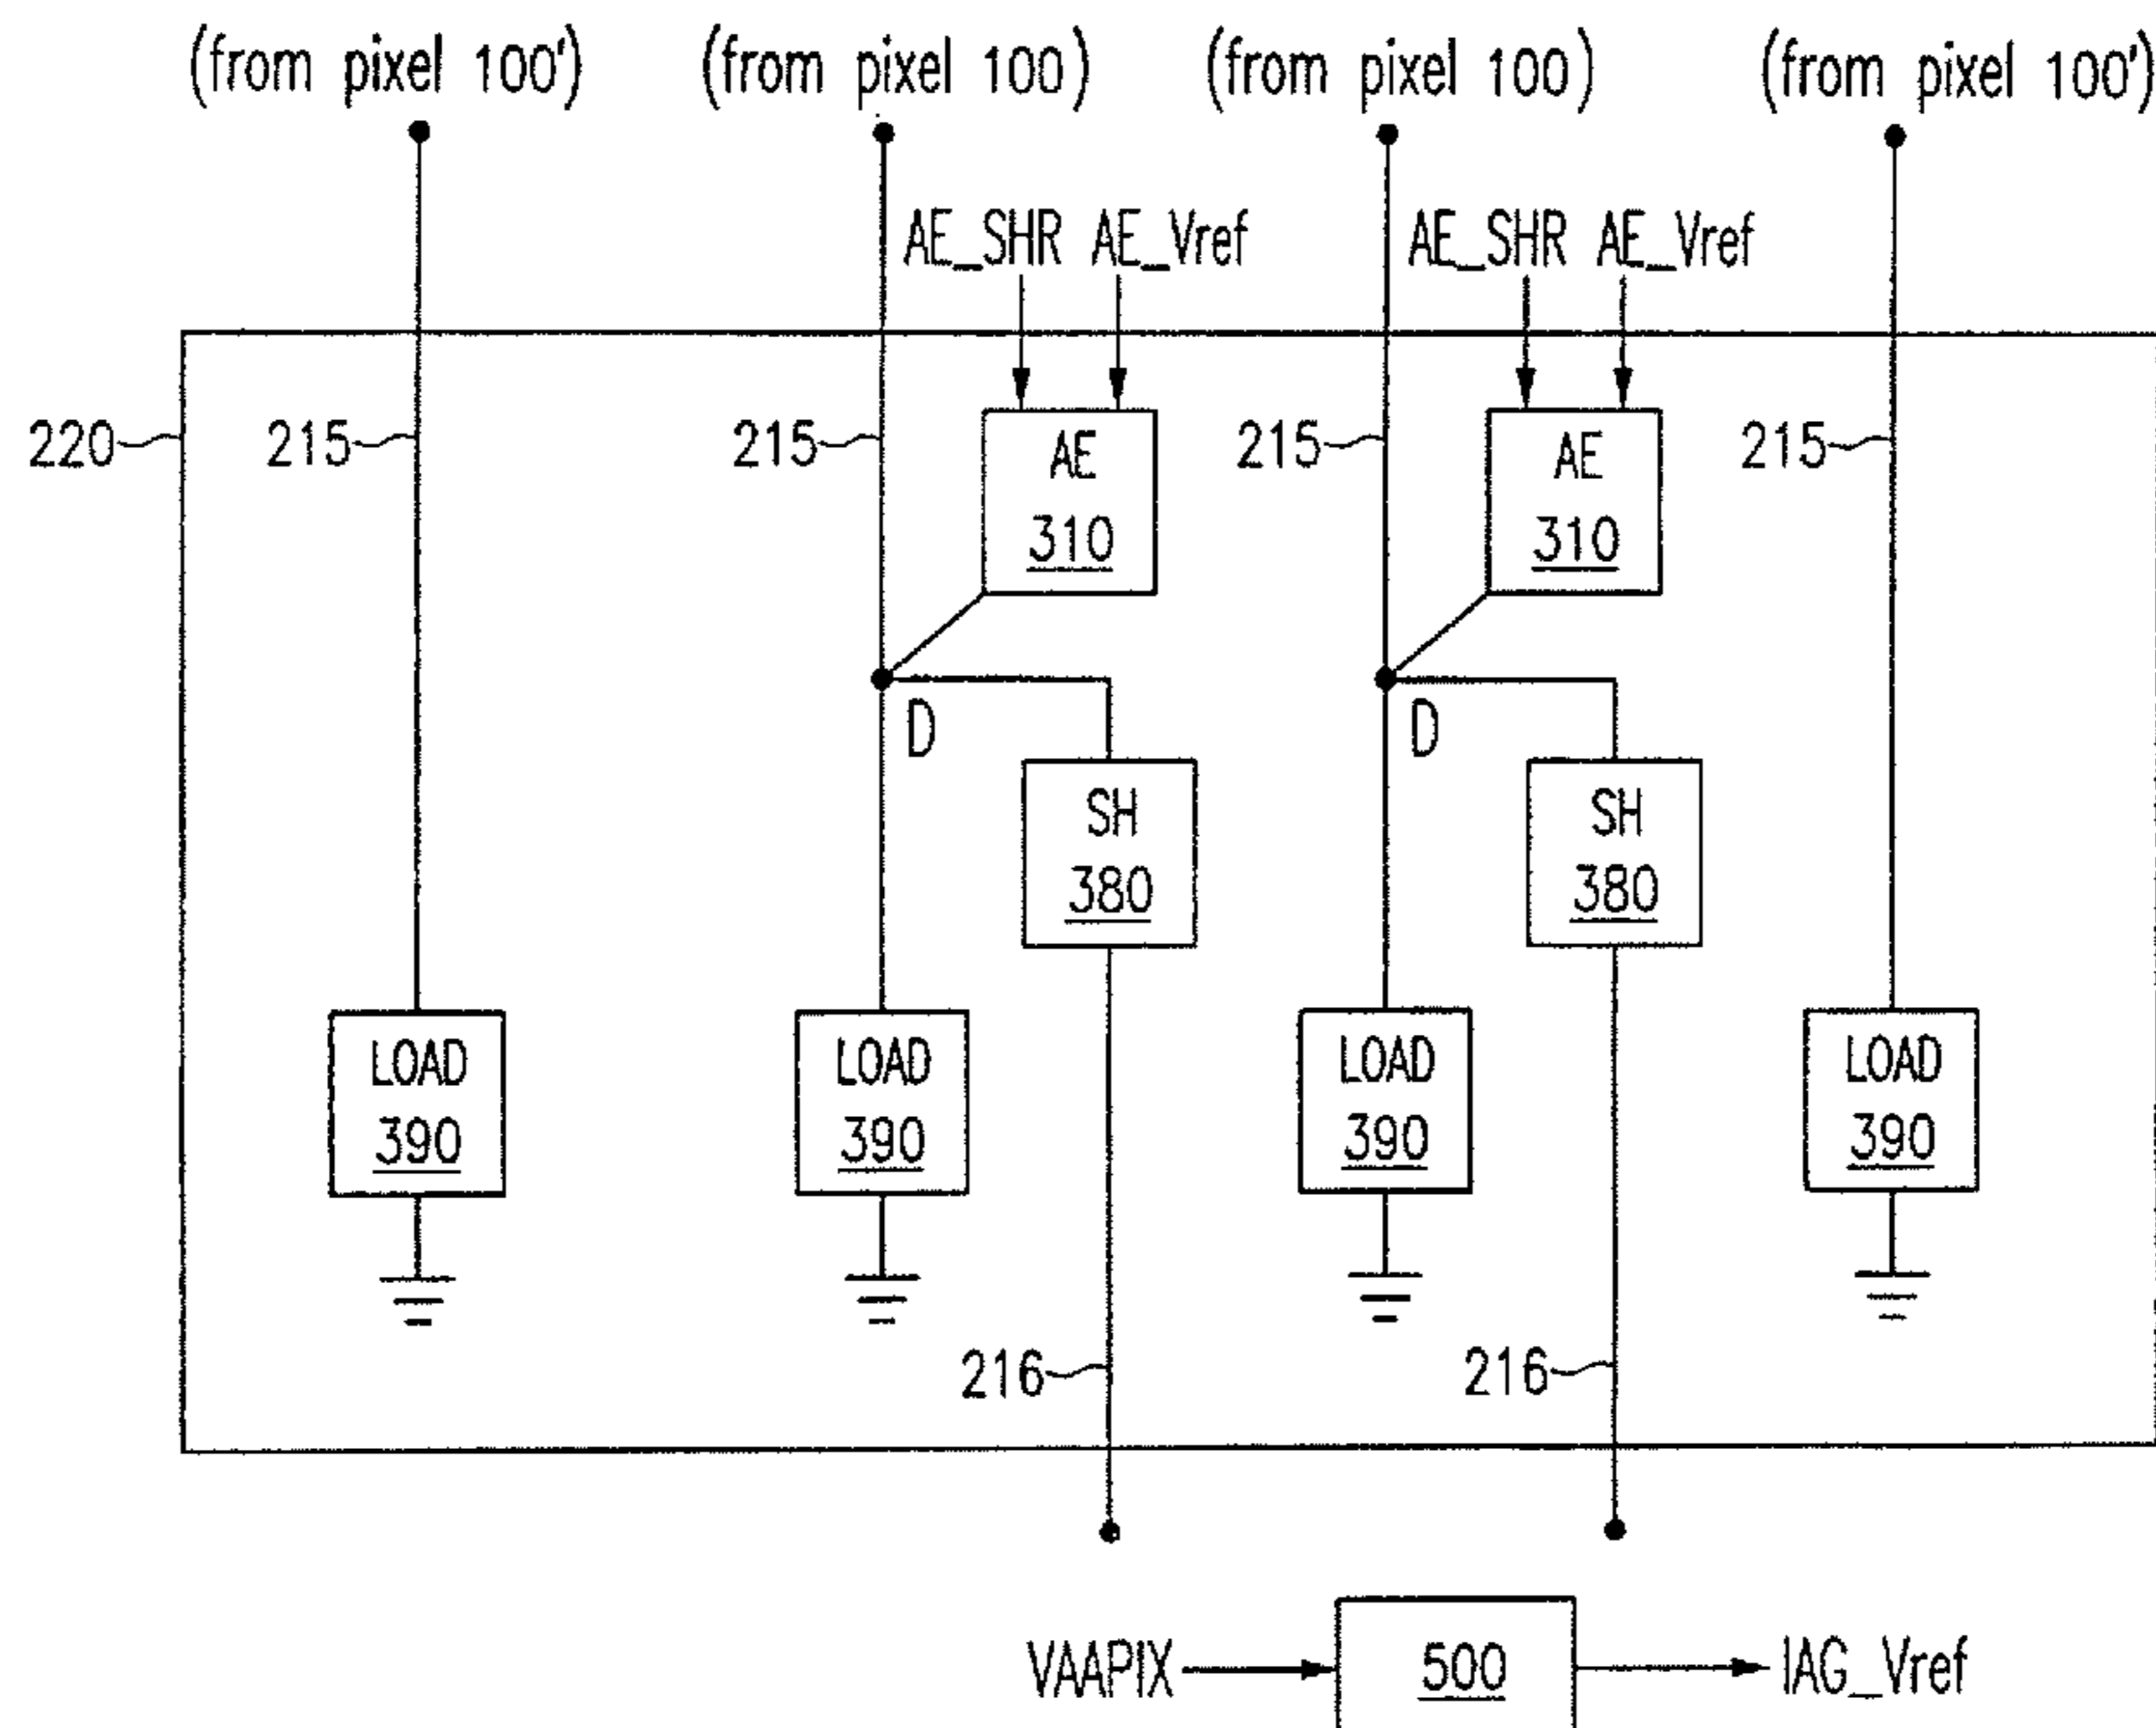 (from pixel 100') (from pixel 100) (from pixel 100) (from pixel 100')
AE_SHR AE_Vref AE_SHR AE_Vref
220 215 215 AE 215 AE 215
310 310
D D
SH SH
380 380
LOAD LOAD LOAD LOAD
390 390 390 390
216 216
VAAPIX 500 IAG_Vref